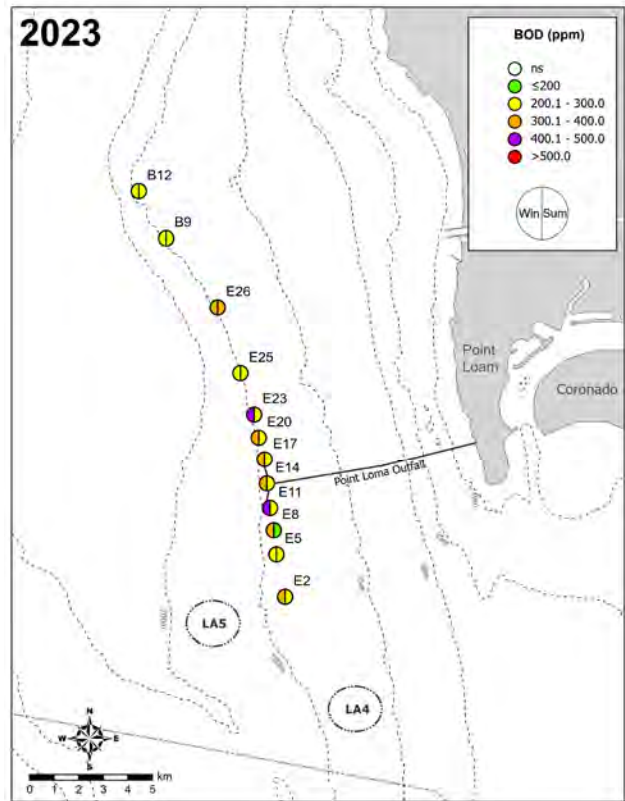 2023
BOD (ppm)
ns
≤200
200.1 - 300.0
300.1 - 400.0
400.1 - 500.0
>500.0
Win Sum
B12
B9
E26
E25
E23
E20
E17
E14
E11
E8
E5
E2
Point
Loam
Coronado
Point Loma Outfall
LA5
LA4
N
W E
S
0 1 2 3 4 5 km